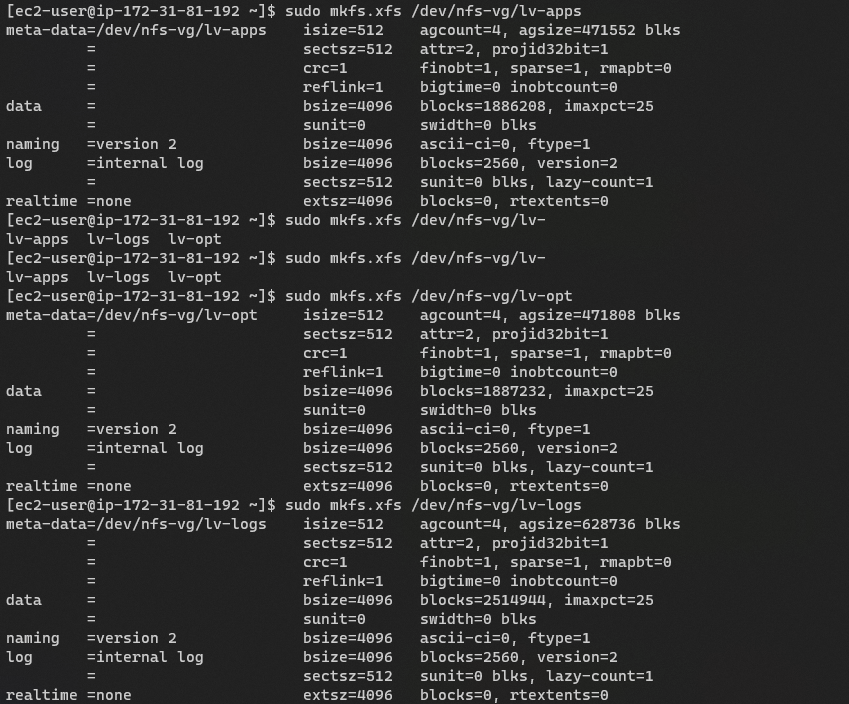 [ec2-user@ip-172-31-81-192 ~]$ sudo mkfs.xfs /dev/nfs-vg/lv-apps
meta-data=/dev/nfs-vg/lv-apps    isize=512    agcount=4, agsize=471552 blks
         =                       sectsz=512   attr=2, projid32bit=1
         =                       crc=1        finobt=1, sparse=1, rmapbt=0
         =                       reflink=1    bigtime=0 inobtcount=0
data     =                       bsize=4096   blocks=1886208, imaxpct=25
         =                       sunit=0      swidth=0 blks
naming   =version 2              bsize=4096   ascii-ci=0, ftype=1
log      =internal log           bsize=4096   blocks=2560, version=2
         =                       sectsz=512   sunit=0 blks, lazy-count=1
realtime =none                   extsz=4096   blocks=0, rtextents=0
[ec2-user@ip-172-31-81-192 ~]$ sudo mkfs.xfs /dev/nfs-vg/lv-
lv-apps  lv-logs  lv-opt
[ec2-user@ip-172-31-81-192 ~]$ sudo mkfs.xfs /dev/nfs-vg/lv-
lv-apps  lv-logs  lv-opt
[ec2-user@ip-172-31-81-192 ~]$ sudo mkfs.xfs /dev/nfs-vg/lv-opt
meta-data=/dev/nfs-vg/lv-opt     isize=512    agcount=4, agsize=471808 blks
         =                       sectsz=512   attr=2, projid32bit=1
         =                       crc=1        finobt=1, sparse=1, rmapbt=0
         =                       reflink=1    bigtime=0 inobtcount=0
data     =                       bsize=4096   blocks=1887232, imaxpct=25
         =                       sunit=0      swidth=0 blks
naming   =version 2              bsize=4096   ascii-ci=0, ftype=1
log      =internal log           bsize=4096   blocks=2560, version=2
         =                       sectsz=512   sunit=0 blks, lazy-count=1
realtime =none                   extsz=4096   blocks=0, rtextents=0
[ec2-user@ip-172-31-81-192 ~]$ sudo mkfs.xfs /dev/nfs-vg/lv-logs
meta-data=/dev/nfs-vg/lv-logs    isize=512    agcount=4, agsize=628736 blks
         =                       sectsz=512   attr=2, projid32bit=1
         =                       crc=1        finobt=1, sparse=1, rmapbt=0
         =                       reflink=1    bigtime=0 inobtcount=0
data     =                       bsize=4096   blocks=2514944, imaxpct=25
         =                       sunit=0      swidth=0 blks
naming   =version 2              bsize=4096   ascii-ci=0, ftype=1
log      =internal log           bsize=4096   blocks=2560, version=2
         =                       sectsz=512   sunit=0 blks, lazy-count=1
realtime =none                   extsz=4096   blocks=0, rtextents=0